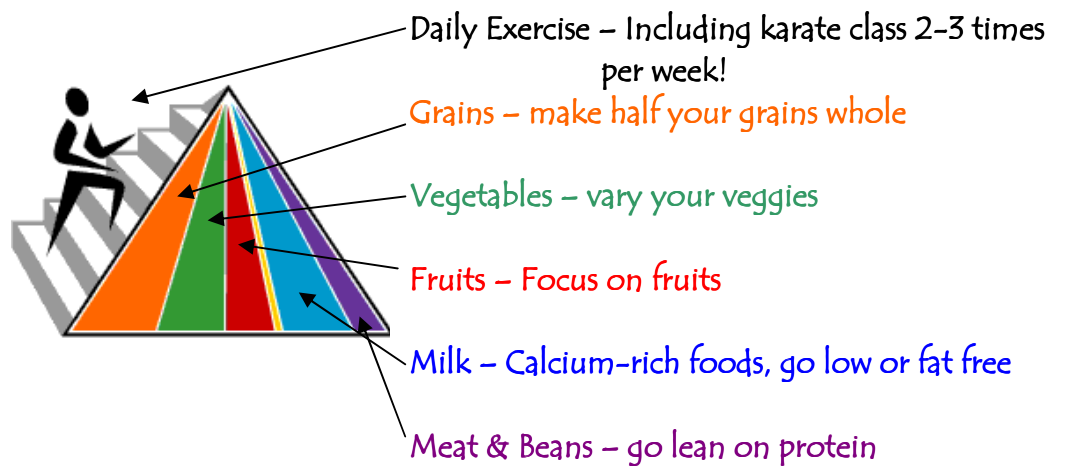 Daily Exercise – Including karate class 2-3 times
per week!
Grains – make half your grains whole
Vegetables – vary your veggies
Fruits – Focus on fruits
Milk – Calcium-rich foods, go low or fat free
Meat & Beans – go lean on protein